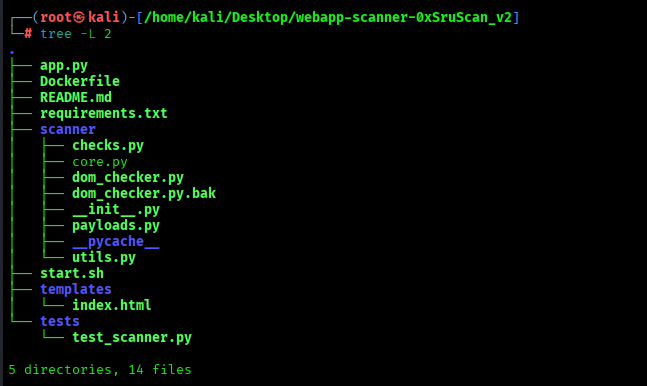 ┌──(root㉿kali)-[/home/kali/Desktop/webapp-scanner-0xSruScan_v2]
└─# tree -L 2
.
├── app.py
├── Dockerfile
├── README.md
├── requirements.txt
├── scanner
│   ├── checks.py
│   ├── core.py
│   ├── dom_checker.py
│   ├── dom_checker.py.bak
│   ├── __init__.py
│   ├── payloads.py
│   ├── __pycache__
│   └── utils.py
├── start.sh
├── templates
│   └── index.html
└── tests
    └── test_scanner.py

5 directories, 14 files